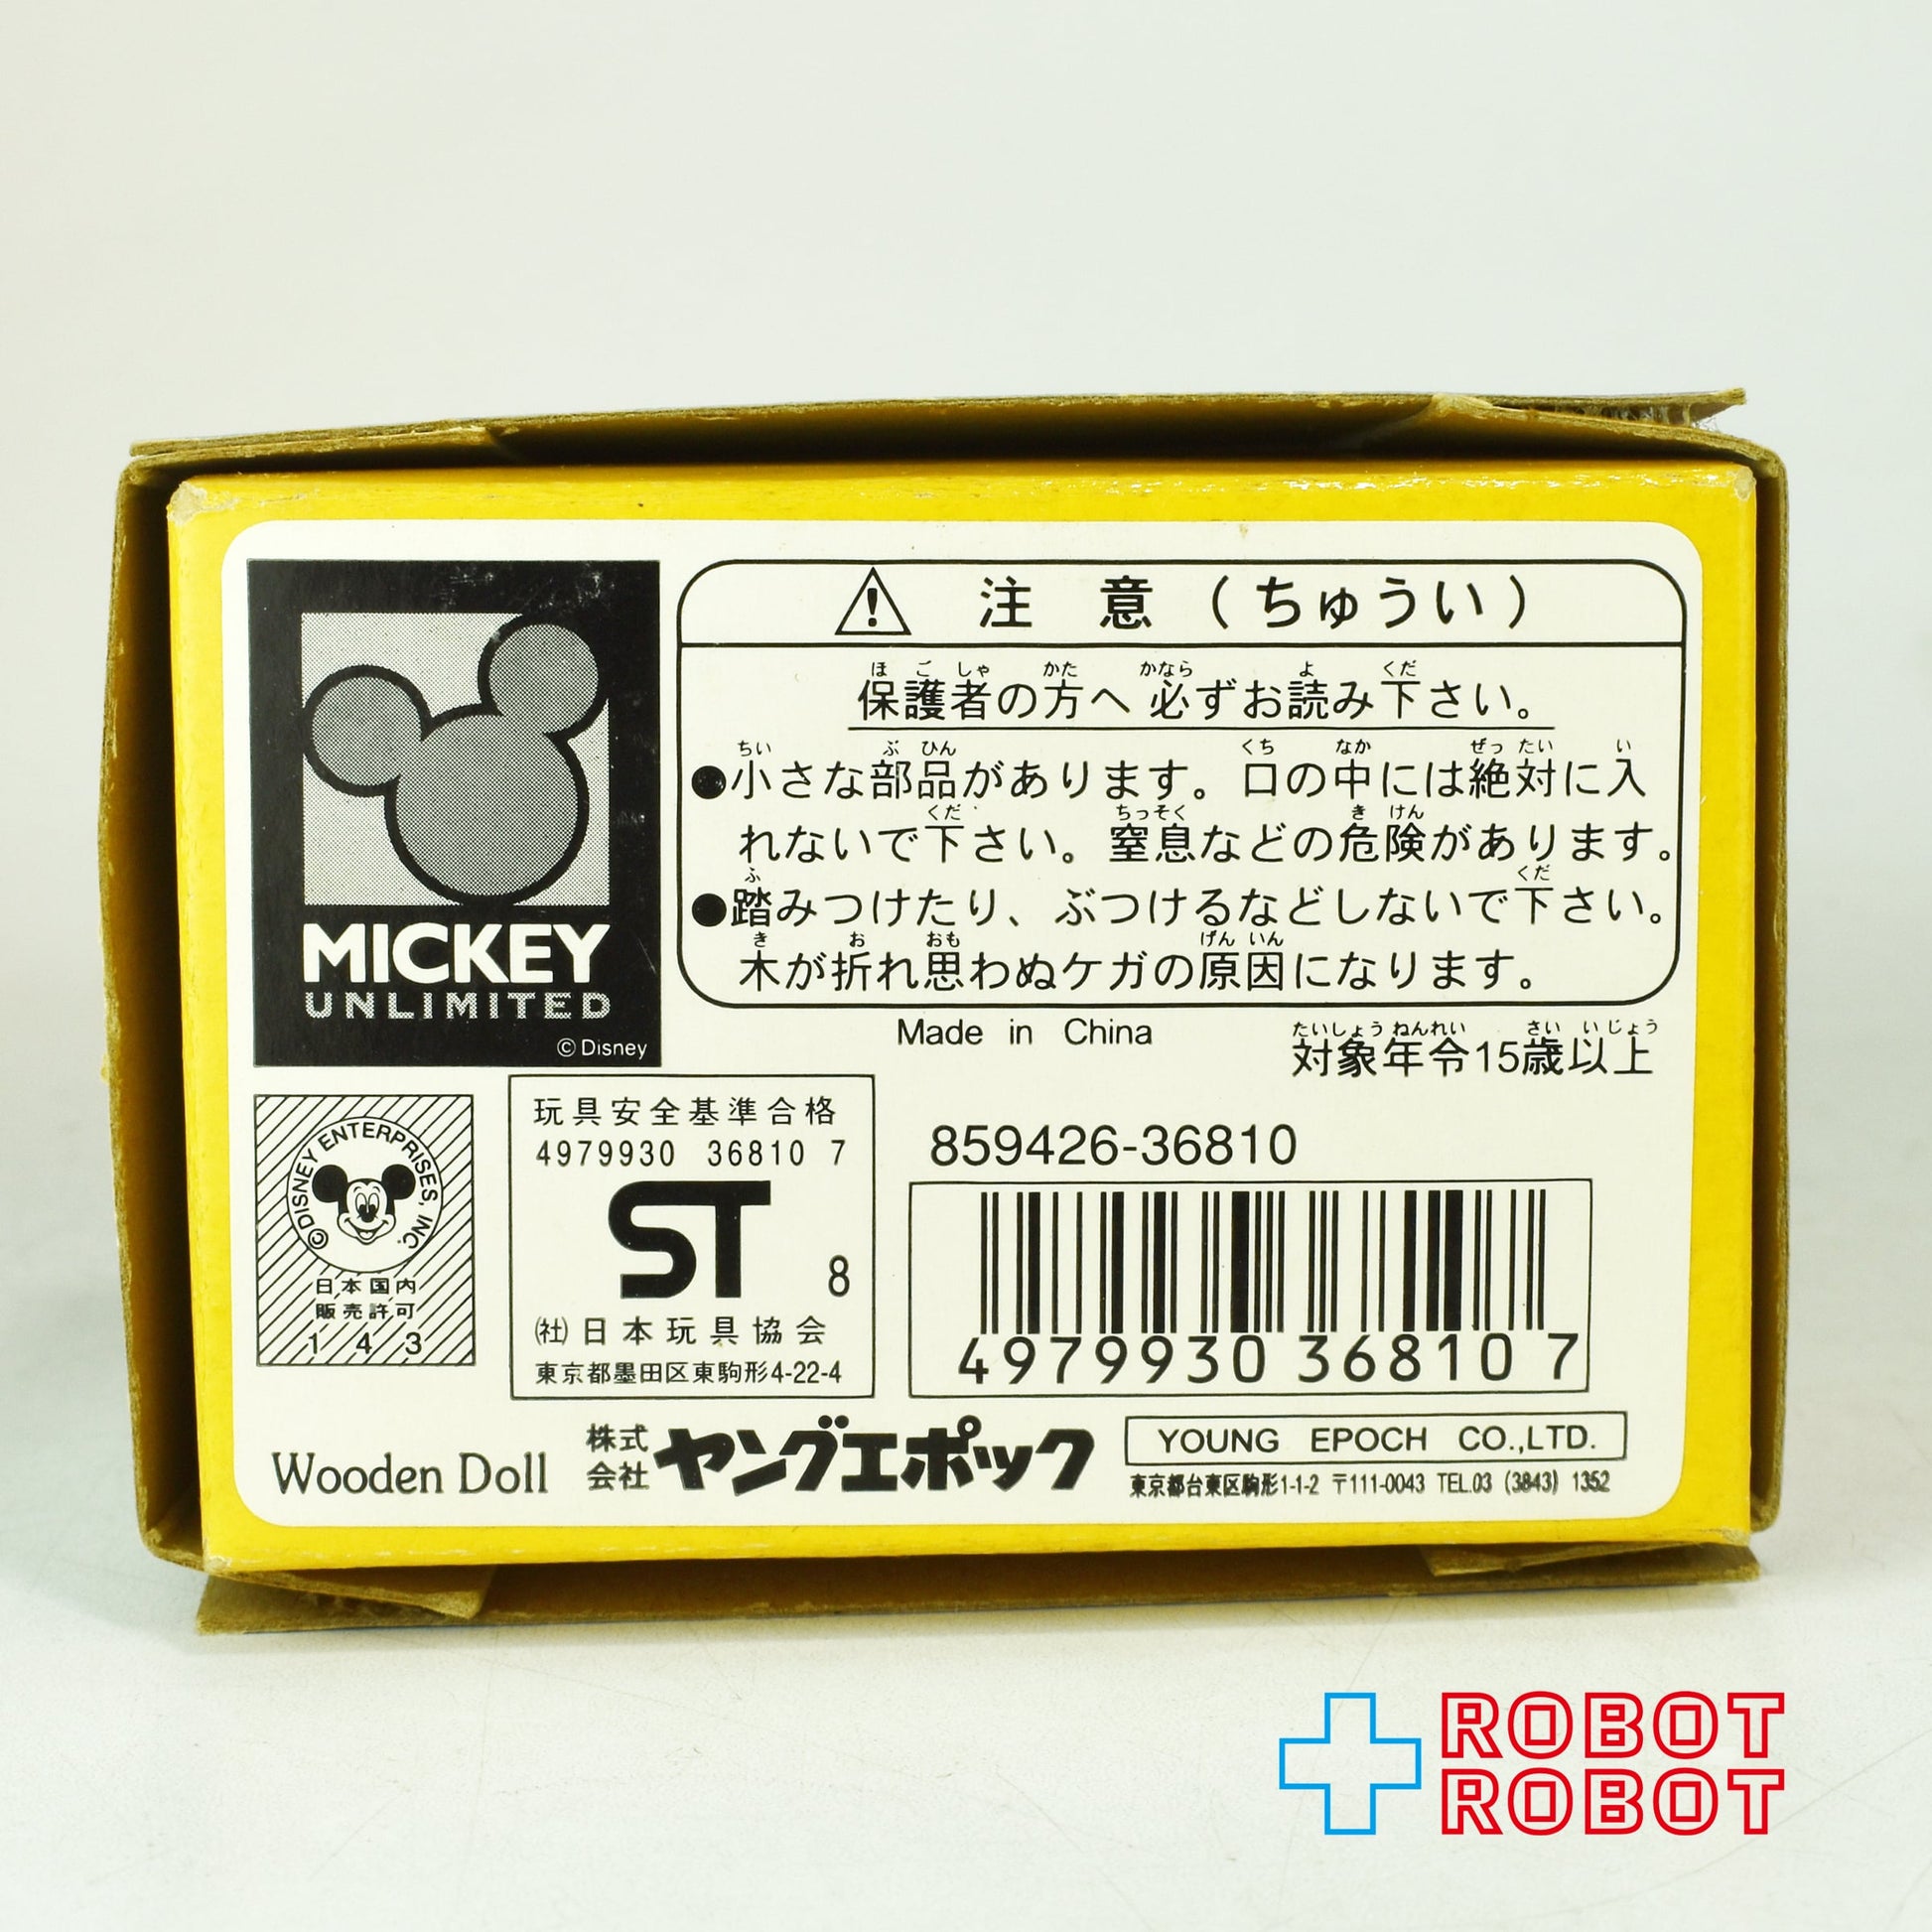 MICKEY
UNLIMITED
© Disney
注意（ちゅうい）
ほごしゃ かた かなら よ くだ
保護者の方へ 必ずお読み下さい。
ちい ぶ ひん くち なか ぜっ たい い
●小さな部品があります。口の中には絶対に入
くだ ちっそく き けん
れないで下さい。窒息などの危険があります。
ふ くだ
●踏みつけたり、ぶつけるなどしないで下さい。
き お おも げん いん
木が折れ思わぬケガの原因になります。
Made in China
たいしょう ねんれい さい いじょう
対象年令15歳以上
© DISNEY ENTERPRISES, INC.
日本国内
販売許可
143
玩具安全基準合格
4979930 36810 7
ST 8
(社)日本玩具協会
東京都墨田区東駒形4-22-4
859426-36810
4979930 36810 7
Wooden Doll
株式
会社
ヤングエポック
YOUNG EPOCH CO.,LTD.
東京都台東区駒形1-1-2 〒111-0043 TEL.03 (3843) 1352
ROBOT
ROBOT